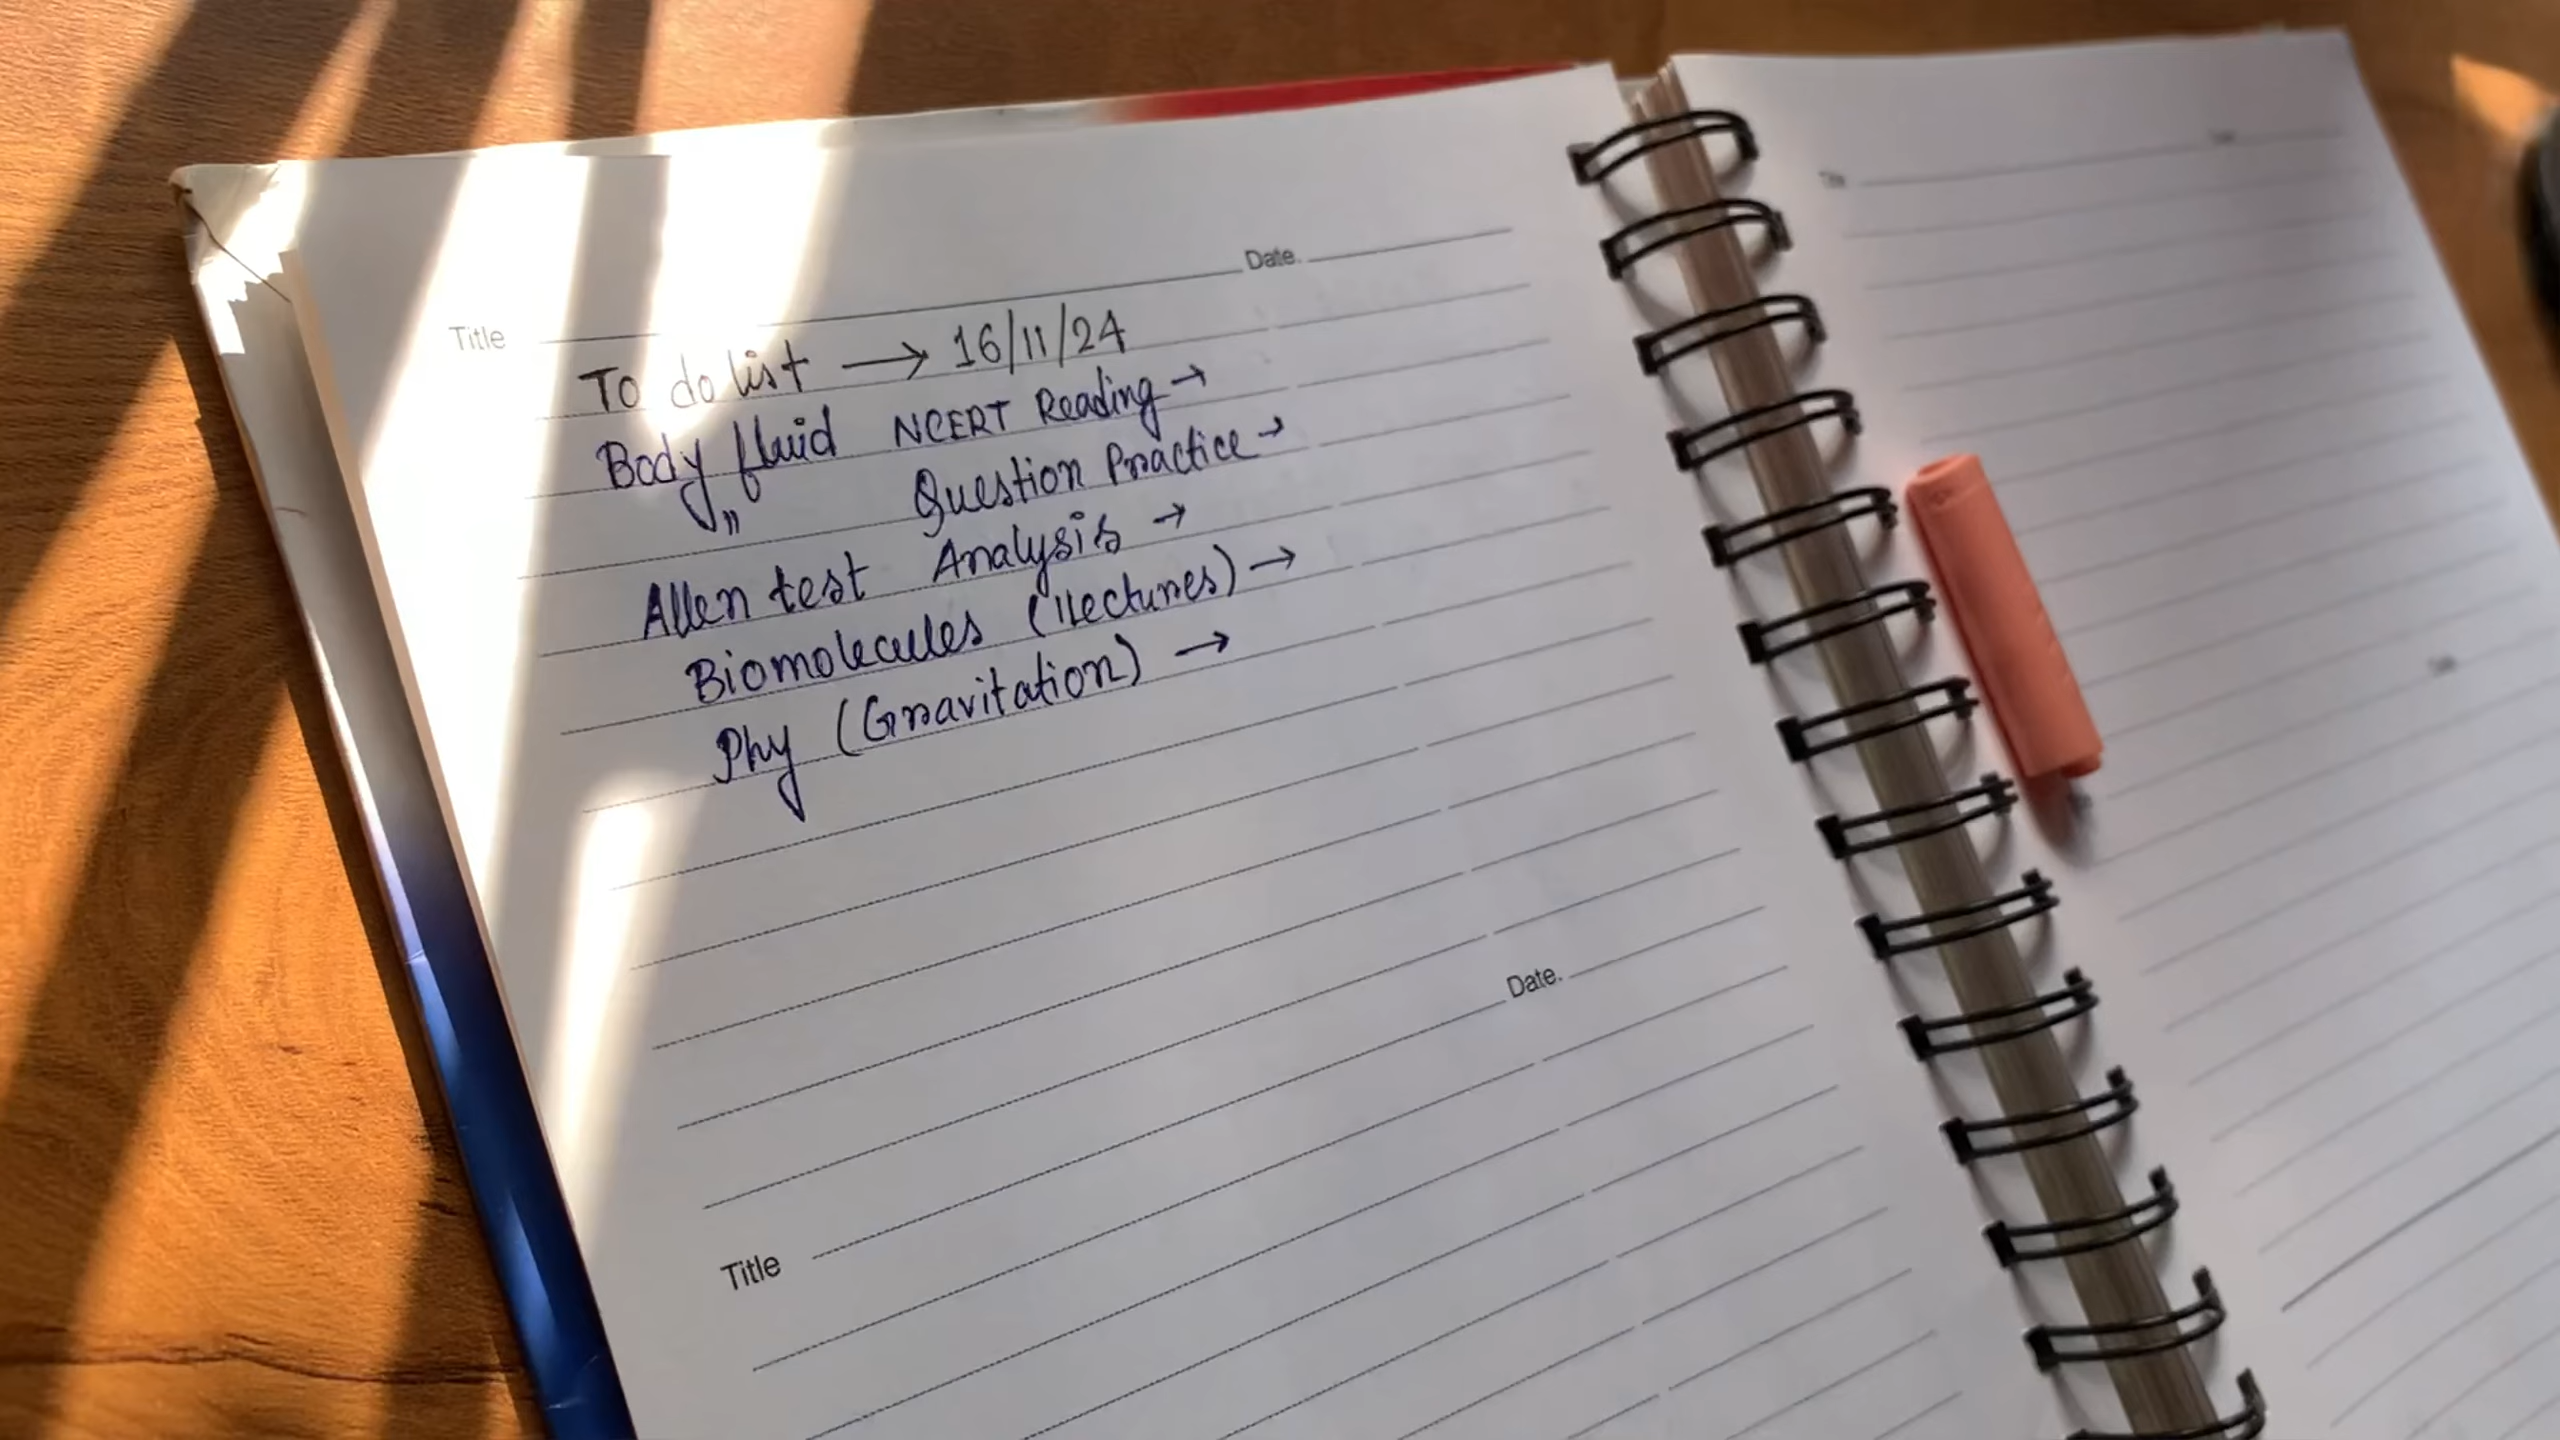 Date.
Title
To do list → 16/11/24
Body fluid NCERT Reading →
" Question Practice →
Allen test Analysis →
Biomolecules (1Lectures) →
Phy (Gravitation) →
Date.
Title